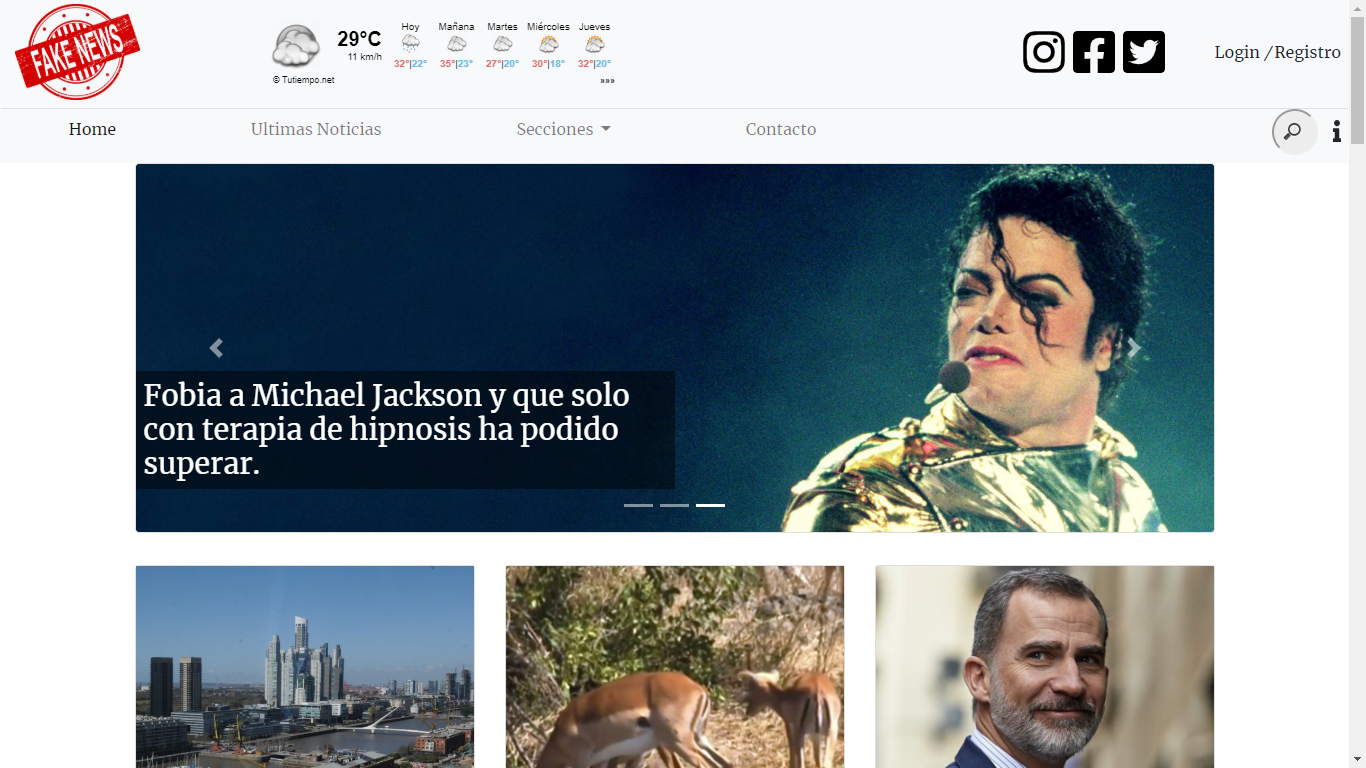 FAKE NEWS
29°C
11 km/h
Hoy Mañana Martes Miércoles Jueves
32°|22° 35°|23° 27°|20° 30°|18° 32°|20°
© Tutiempo.net
»»»
Login /Registro
Home Ultimas Noticias Secciones Contacto
Fobia a Michael Jackson y que solo
con terapia de hipnosis ha podido
superar.